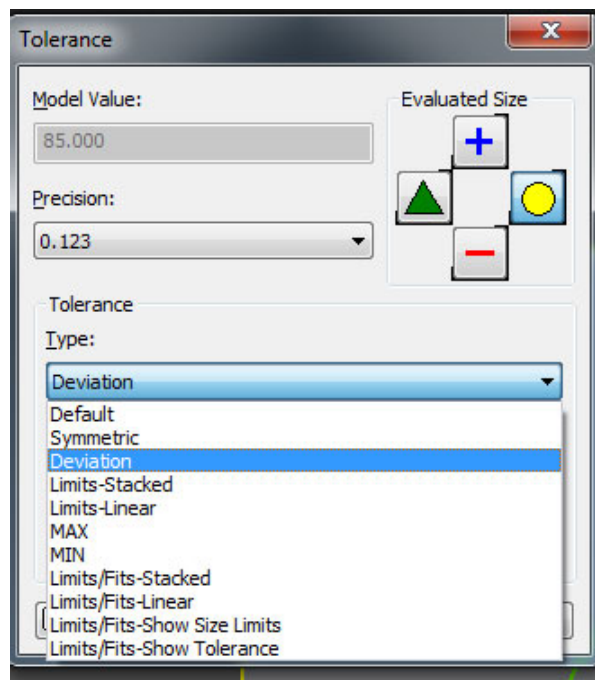 Tolerance
Model Value:
Evaluated Size
85.000
Precision:
0.123
Tolerance
Type:
Deviation
Default
Symmetric
Deviation
Limits-Stacked
Limits-Linear
MAX
MIN
Limits/Fits-Stacked
Limits/Fits-Linear
Limits/Fits-Show Size Limits
Limits/Fits-Show Tolerance